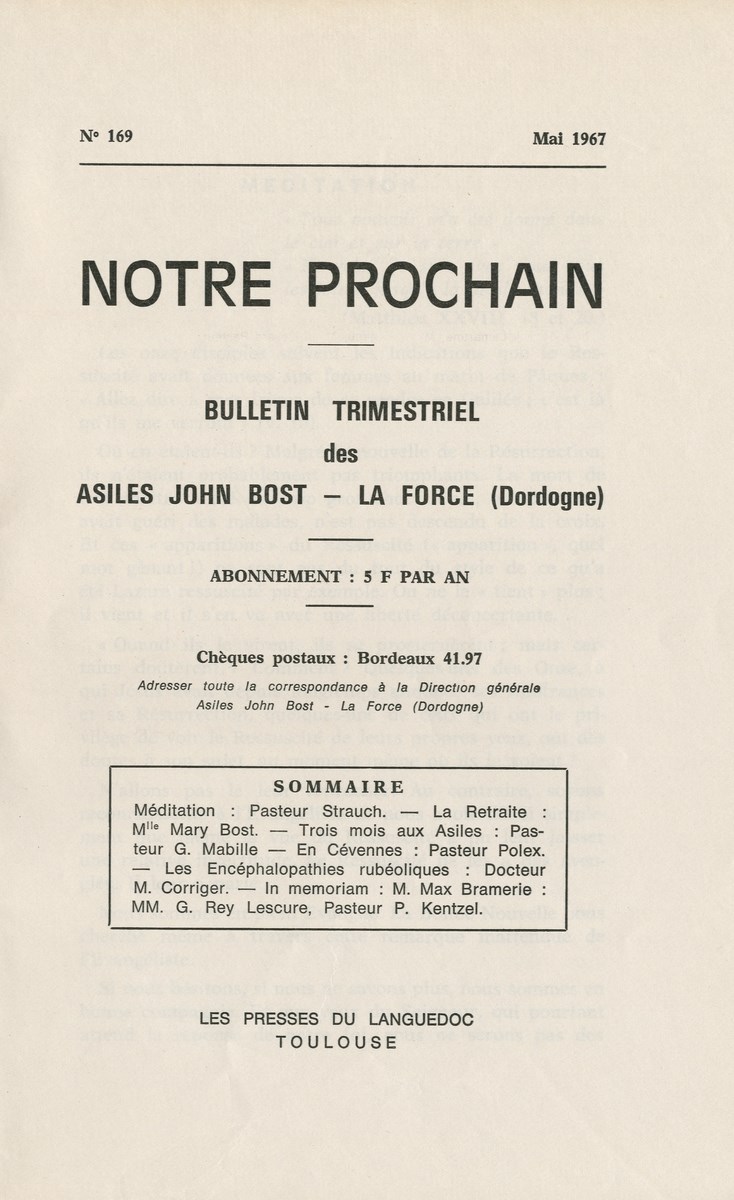 Nº 169
Mai 1967
NOTRE PROCHAIN
BULLETIN TRIMESTRIEL
des
ASILES JOHN BOST – LA FORCE (Dordogne)
ABONNEMENT : 5 F PAR AN
Chèques postaux : Bordeaux 41.97
Adresser toute la correspondance à la Direction générale
Asiles John Bost - La Force (Dordogne)
SOMMAIRE
Méditation : Pasteur Strauch. — La Retraite :
Mlle Mary Bost. — Trois mois aux Asiles : Pas-
teur G. Mabille — En Cévennes : Pasteur Polex.
— Les Encéphalopathies rubéoliques : Docteur
M. Corriger. — In memoriam : M. Max Bramerie :
MM. G. Rey Lescure, Pasteur P. Kentzel.
LES PRESSES DU LANGUEDOC
TOULOUSE